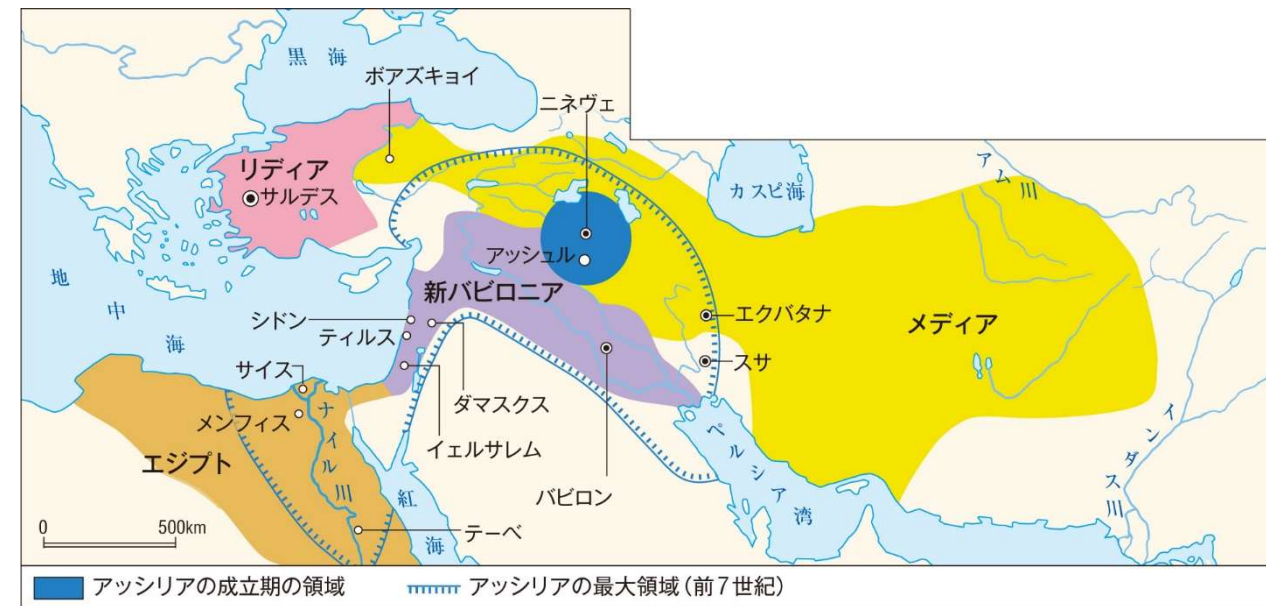 黒海
ボアズキョイ
ニネヴェ
リディア
サルデス
カスピ海
アム川
アッシュル
地中海
新バビロニア
シドン
ティルス
エクバタナ
メディア
スサ
サイス
メンフィス
ナイル川
ダマスクス
イェルサレム
エジプト
バビロン
ペルシア湾
インダス川
紅海
テーベ
0 500km
アッシリアの成立期の領域 アッシリアの最大領域(前7世紀)